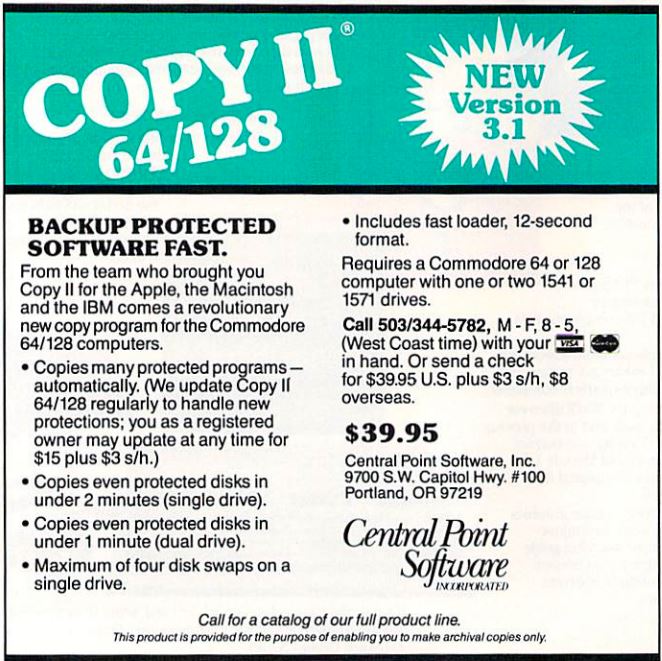 COPY II®
64/128
NEW
Version
3.1
BACKUP PROTECTED
SOFTWARE FAST.
From the team who brought you
Copy II for the Apple, the Macintosh
and the IBM comes a revolutionary
new copy program for the Commodore
64/128 computers.
• Copies many protected programs —
automatically. (We update Copy II
64/128 regularly to handle new
protections; you as a registered
owner may update at any time for
$15 plus $3 s/h.)
• Copies even protected disks in
under 2 minutes (single drive).
• Copies even protected disks in
under 1 minute (dual drive).
• Maximum of four disk swaps on a
single drive.
• Includes fast loader, 12-second
format.
Requires a Commodore 64 or 128
computer with one or two 1541 or
1571 drives.
Call 503/344-5782, M - F, 8 - 5,
(West Coast time) with your VISA
in hand. Or send a check
for $39.95 U.S. plus $3 s/h, $8
overseas.
$39.95
Central Point Software, Inc.
9700 S.W. Capitol Hwy. #100
Portland, OR 97219
Central Point
Software
INCORPORATED
Call for a catalog of our full product line.
This product is provided for the purpose of enabling you to make archival copies only.